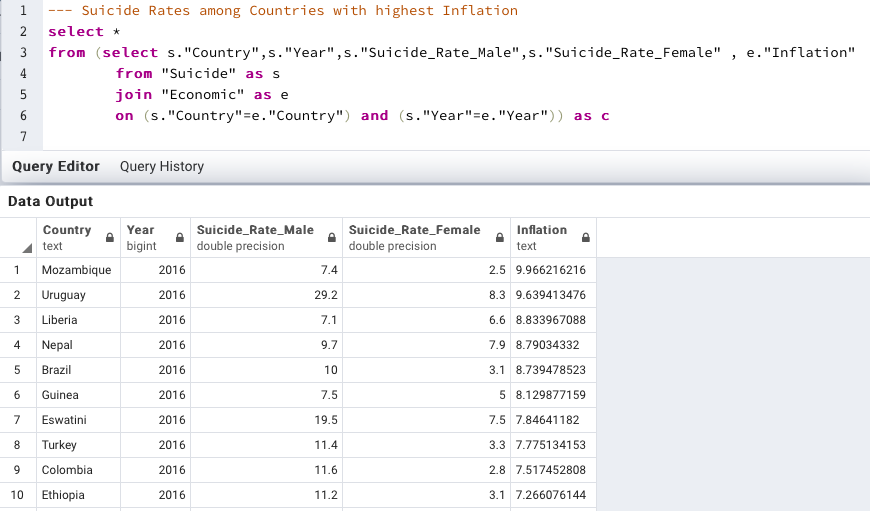 1 --- Suicide Rates among Countries with highest Inflation
2 select *
3 from (select s."Country",s."Year",s."Suicide_Rate_Male",s."Suicide_Rate_Female" , e."Inflation"
4 from "Suicide" as s
5 join "Economic" as e
6 on (s."Country"=e."Country") and (s."Year"=e."Year")) as c
7
Query Editor Query History
Data Output
Country Year Suicide_Rate_Male Suicide_Rate_Female Inflation
text bigint double precision double precision text
1 Mozambique 2016 7.4 2.5 9.966216216
2 Uruguay 2016 29.2 8.3 9.639413476
3 Liberia 2016 7.1 6.6 8.833967088
4 Nepal 2016 9.7 7.9 8.79034332
5 Brazil 2016 10 3.1 8.739478523
6 Guinea 2016 7.5 5 8.129877159
7 Eswatini 2016 19.5 7.5 7.84641182
8 Turkey 2016 11.4 3.3 7.775134153
9 Colombia 2016 11.6 2.8 7.517452808
10 Ethiopia 2016 11.2 3.1 7.266076144